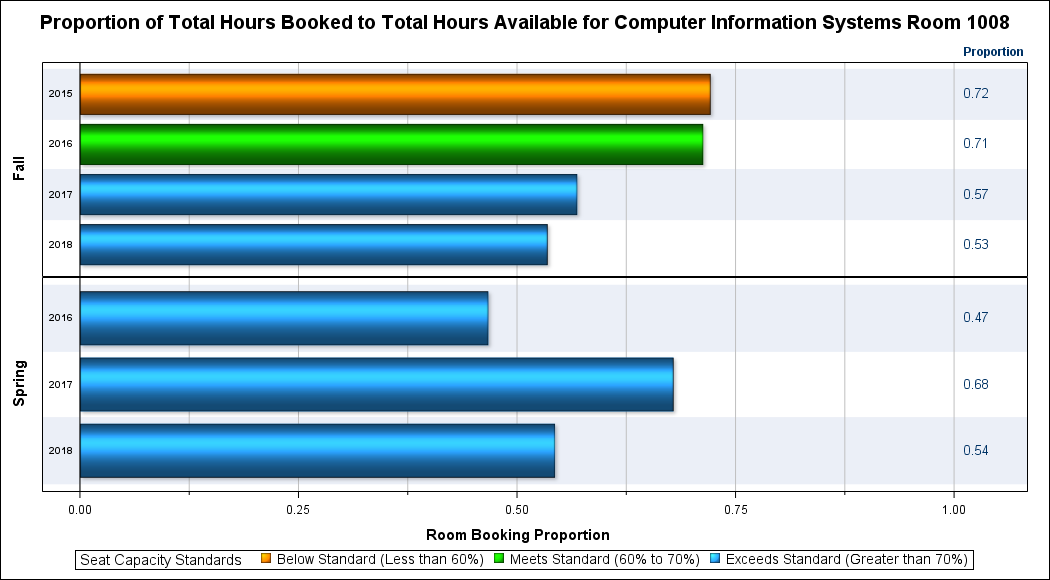 Proportion of Total Hours Booked to Total Hours Available for Computer Information Systems Room 1008
Proportion
Fall
2015 0.72
2016 0.71
2017 0.57
2018 0.53
Spring
2016 0.47
2017 0.68
2018 0.54
0.00 0.25 0.50 0.75 1.00
Room Booking Proportion
Seat Capacity Standards Below Standard (Less than 60%) Meets Standard (60% to 70%) Exceeds Standard (Greater than 70%)